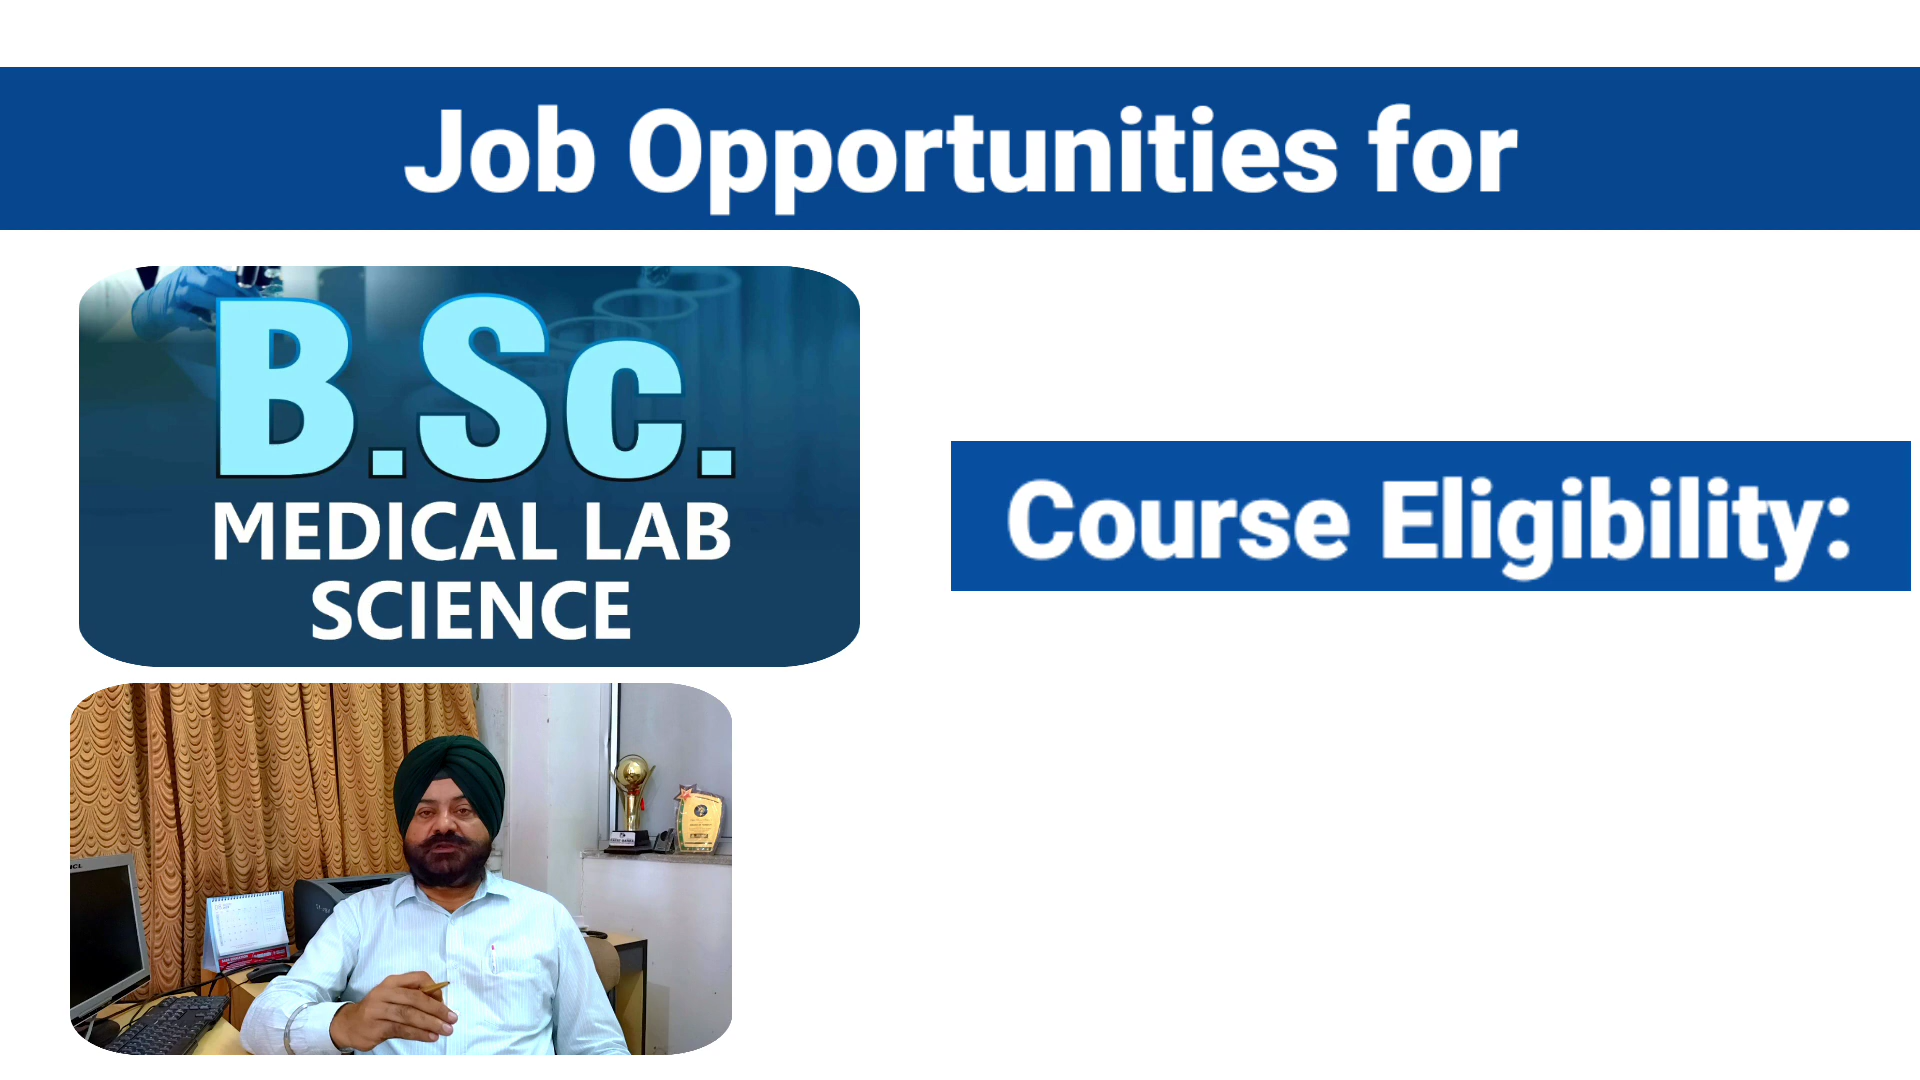 Job Opportunities for
B.Sc.
MEDICAL LAB
SCIENCE
Course Eligibility: